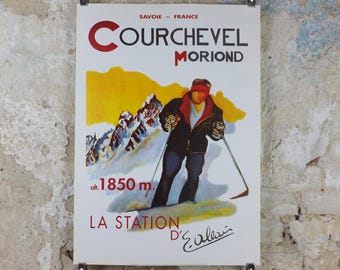 SAVOIE - FRANCE
COURCHEVEL
MORIOND
alt. 1850 m.
LA STATION
D'E. Allais